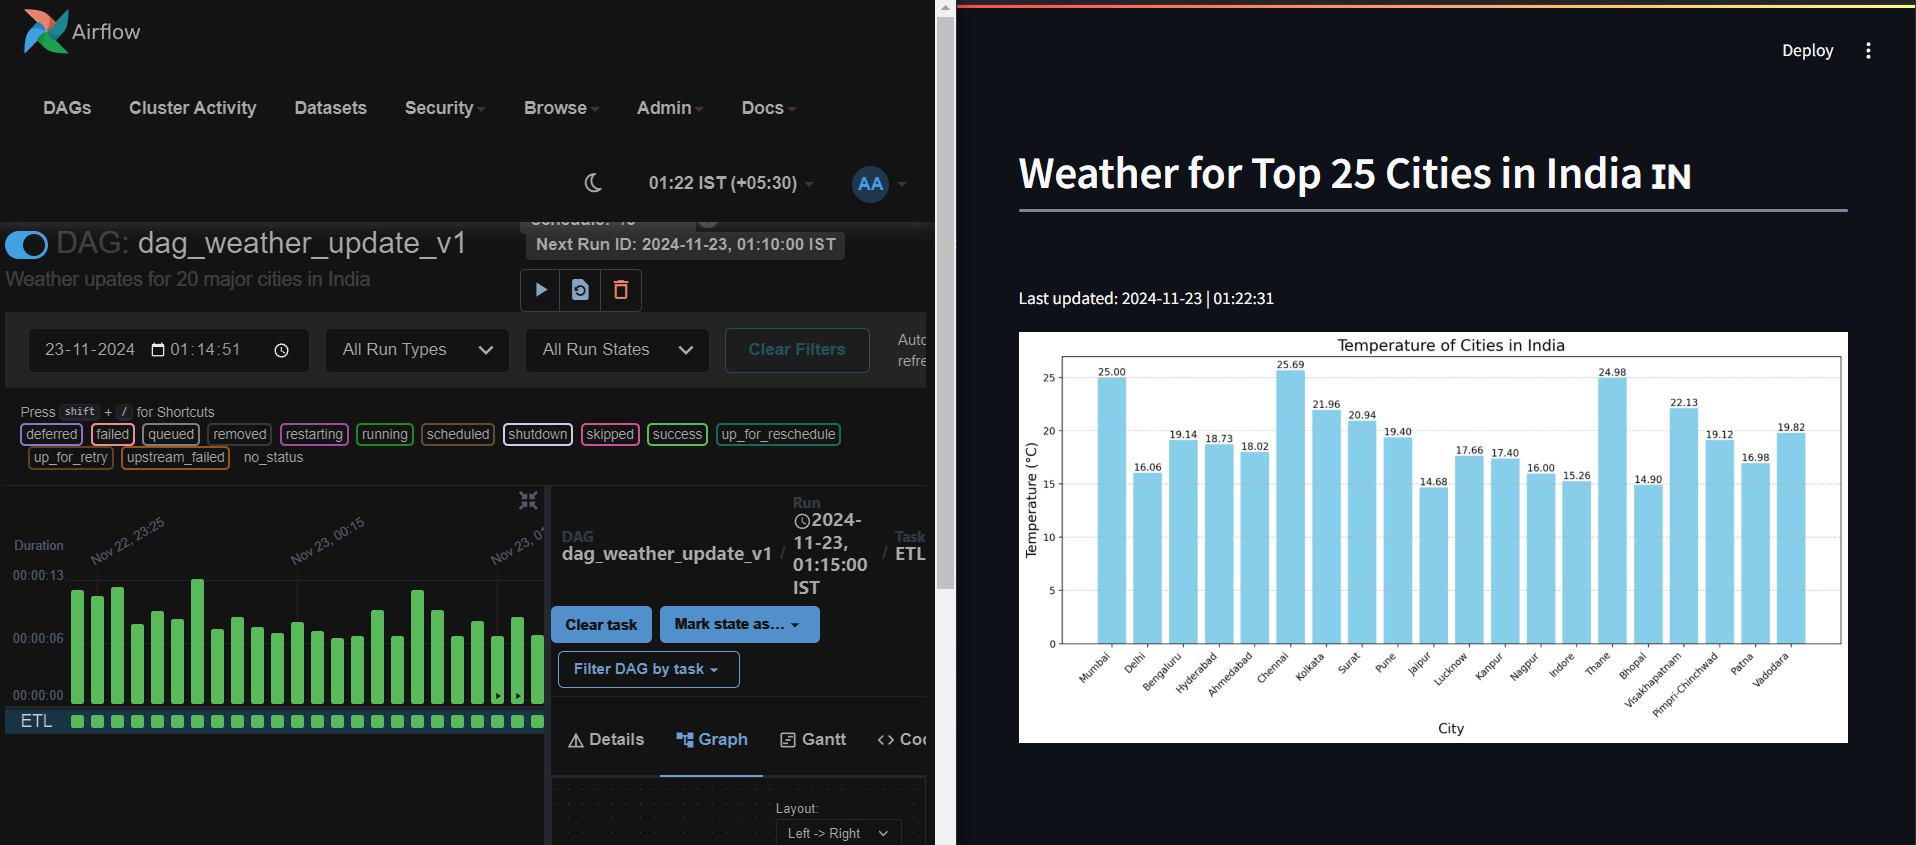 Airflow
DAGs Cluster Activity Datasets Security Browse Admin Docs
01:22 IST (+05:30) AA
DAG: dag_weather_update_v1
Next Run ID: 2024-11-23, 01:10:00 IST
Weather upates for 20 major cities in India
23-11-2024 01:14:51 All Run Types All Run States Clear Filters
Press shift + / for Shortcuts
deferred failed queued removed restarting running scheduled shutdown skipped success up_for_reschedule
up_for_retry upstream_failed no_status
Nov 22, 23:25 Nov 23, 00:15 Nov 23,
Duration
00:00:13
00:00:06
00:00:00
ETL
DAG
dag_weather_update_v1 /
Run
2024-
11-23,
01:15:00
IST
/ Task
ETL
Clear task Mark state as...
Filter DAG by task
Details Graph Gantt <>
Layout:
Left -> Right
Deploy
Weather for Top 25 Cities in India IN
Last updated: 2024-11-23 | 01:22:31
Temperature of Cities in India
Temperature (°C)
25
20
15
10
5
0
25.00 16.06 19.14 18.73 18.02 25.69 21.96 20.94 19.40 14.68 17.66 17.40 16.00 15.26 24.98 14.90 22.13 19.12 16.98 19.82
Mumbai Delhi Bengaluru Hyderabad Ahmedabad Chennai Kolkata Surat Pune Jaipur Lucknow Kanpur Nagpur Indore Thane Bhopal Visakhapatnam Pimpri-Chinchwad Patna Vadodara
City